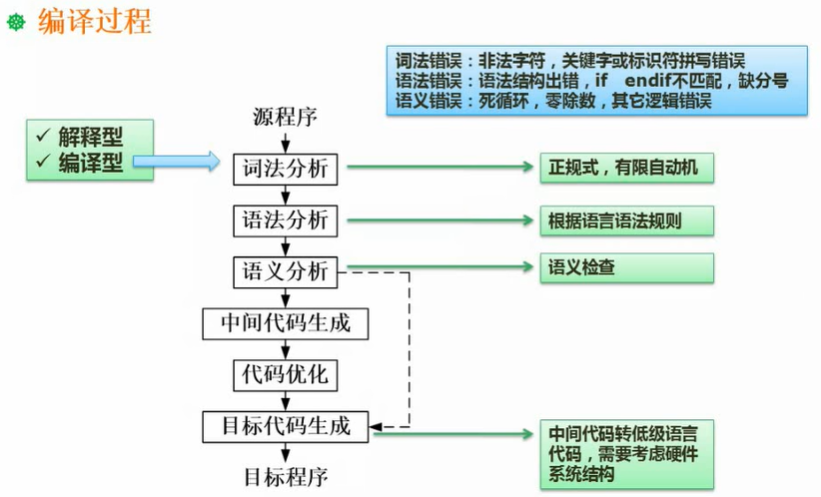 编译过程
词法错误：非法字符，关键字或标识符拼写错误
语法错误：语法结构出错，if endif不匹配，缺分号
语义错误：死循环，零除数，其它逻辑错误
源程序
✓ 解释型
✓ 编译型
词法分析
正规式，有限自动机
语法分析
根据语言语法规则
语义分析
语义检查
中间代码生成
代码优化
目标代码生成
中间代码转低级语言
代码，需要考虑硬件
系统结构
目标程序